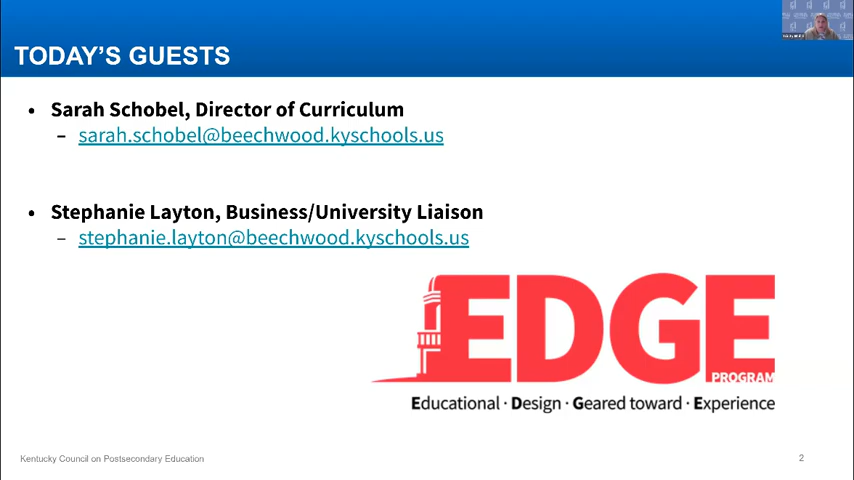 TODAY'S GUESTS
• Sarah Schobel, Director of Curriculum
– sarah.schobel@beechwood.kyschools.us
• Stephanie Layton, Business/University Liaison
– stephanie.layton@beechwood.kyschools.us
EDGE
PROGRAM
Educational · Design · Geared toward · Experience
Kentucky Council on Postsecondary Education
2